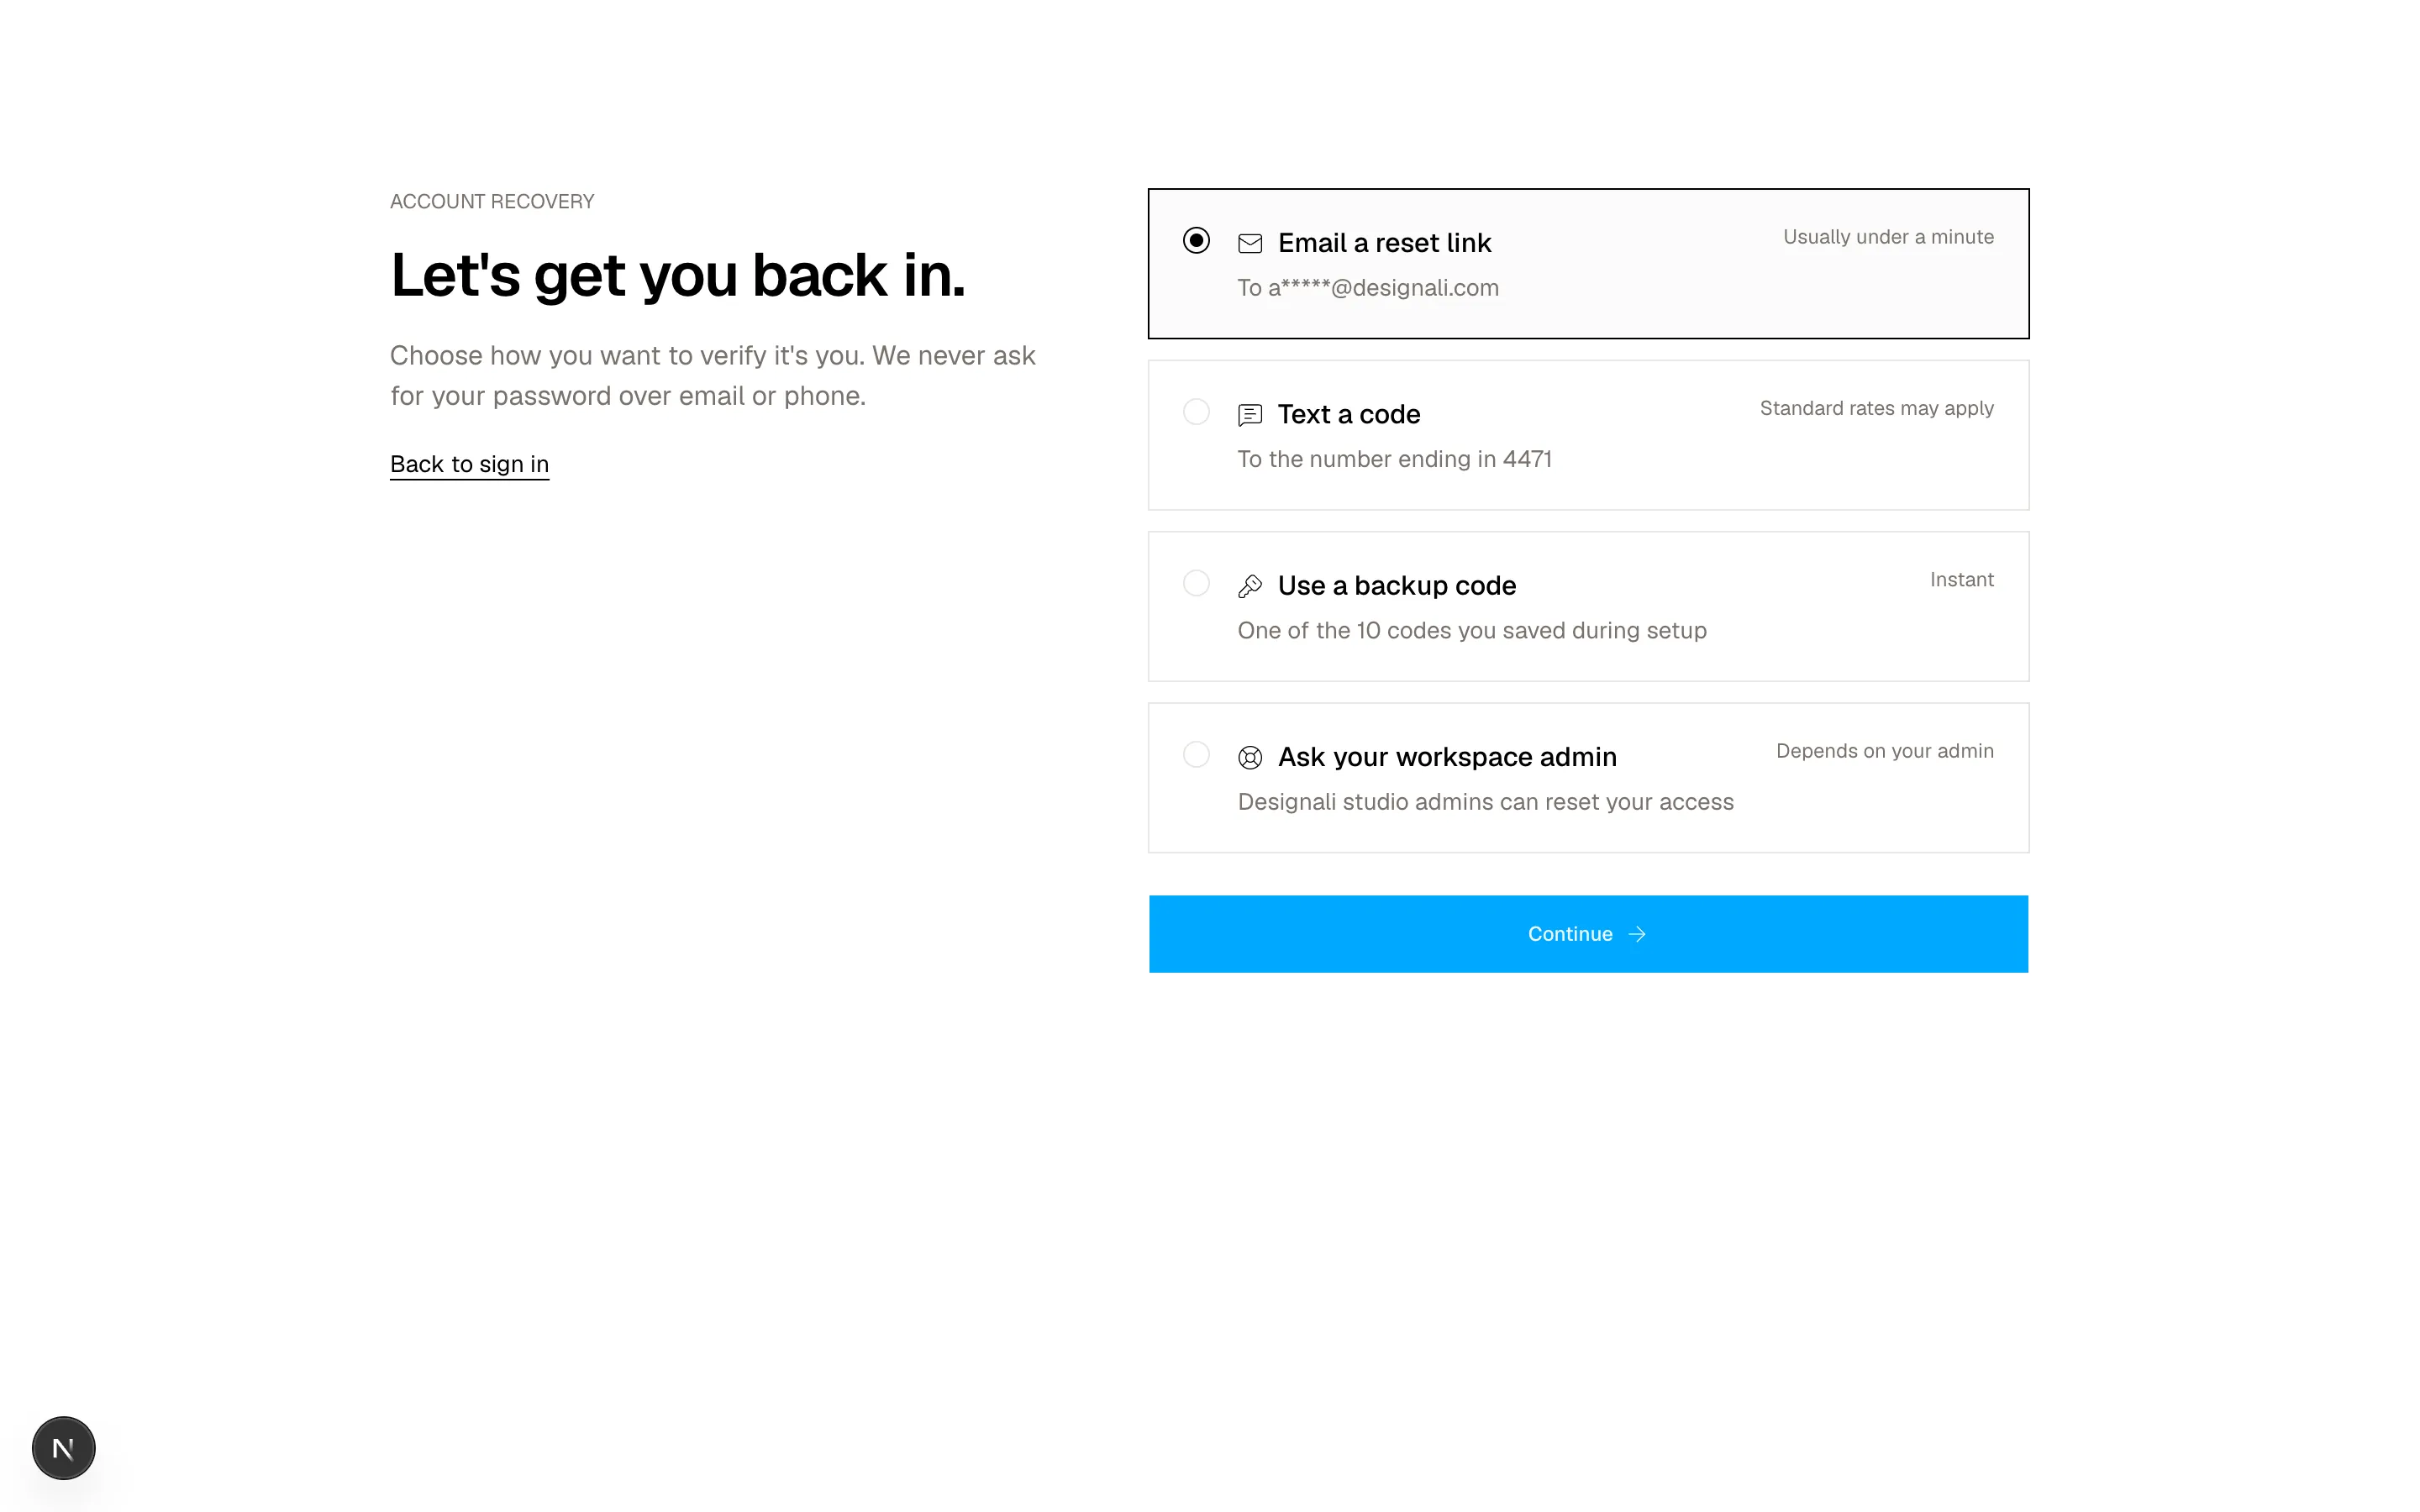 ACCOUNT RECOVERY
Let's get you back in.
Choose how you want to verify it's you. We never ask
for your password over email or phone.
Back to sign in
Email a reset link
Usually under a minute
To a*****@designali.com
Text a code
Standard rates may apply
To the number ending in 4471
Use a backup code
Instant
One of the 10 codes you saved during setup
Ask your workspace admin
Depends on your admin
Designali studio admins can reset your access
Continue
N